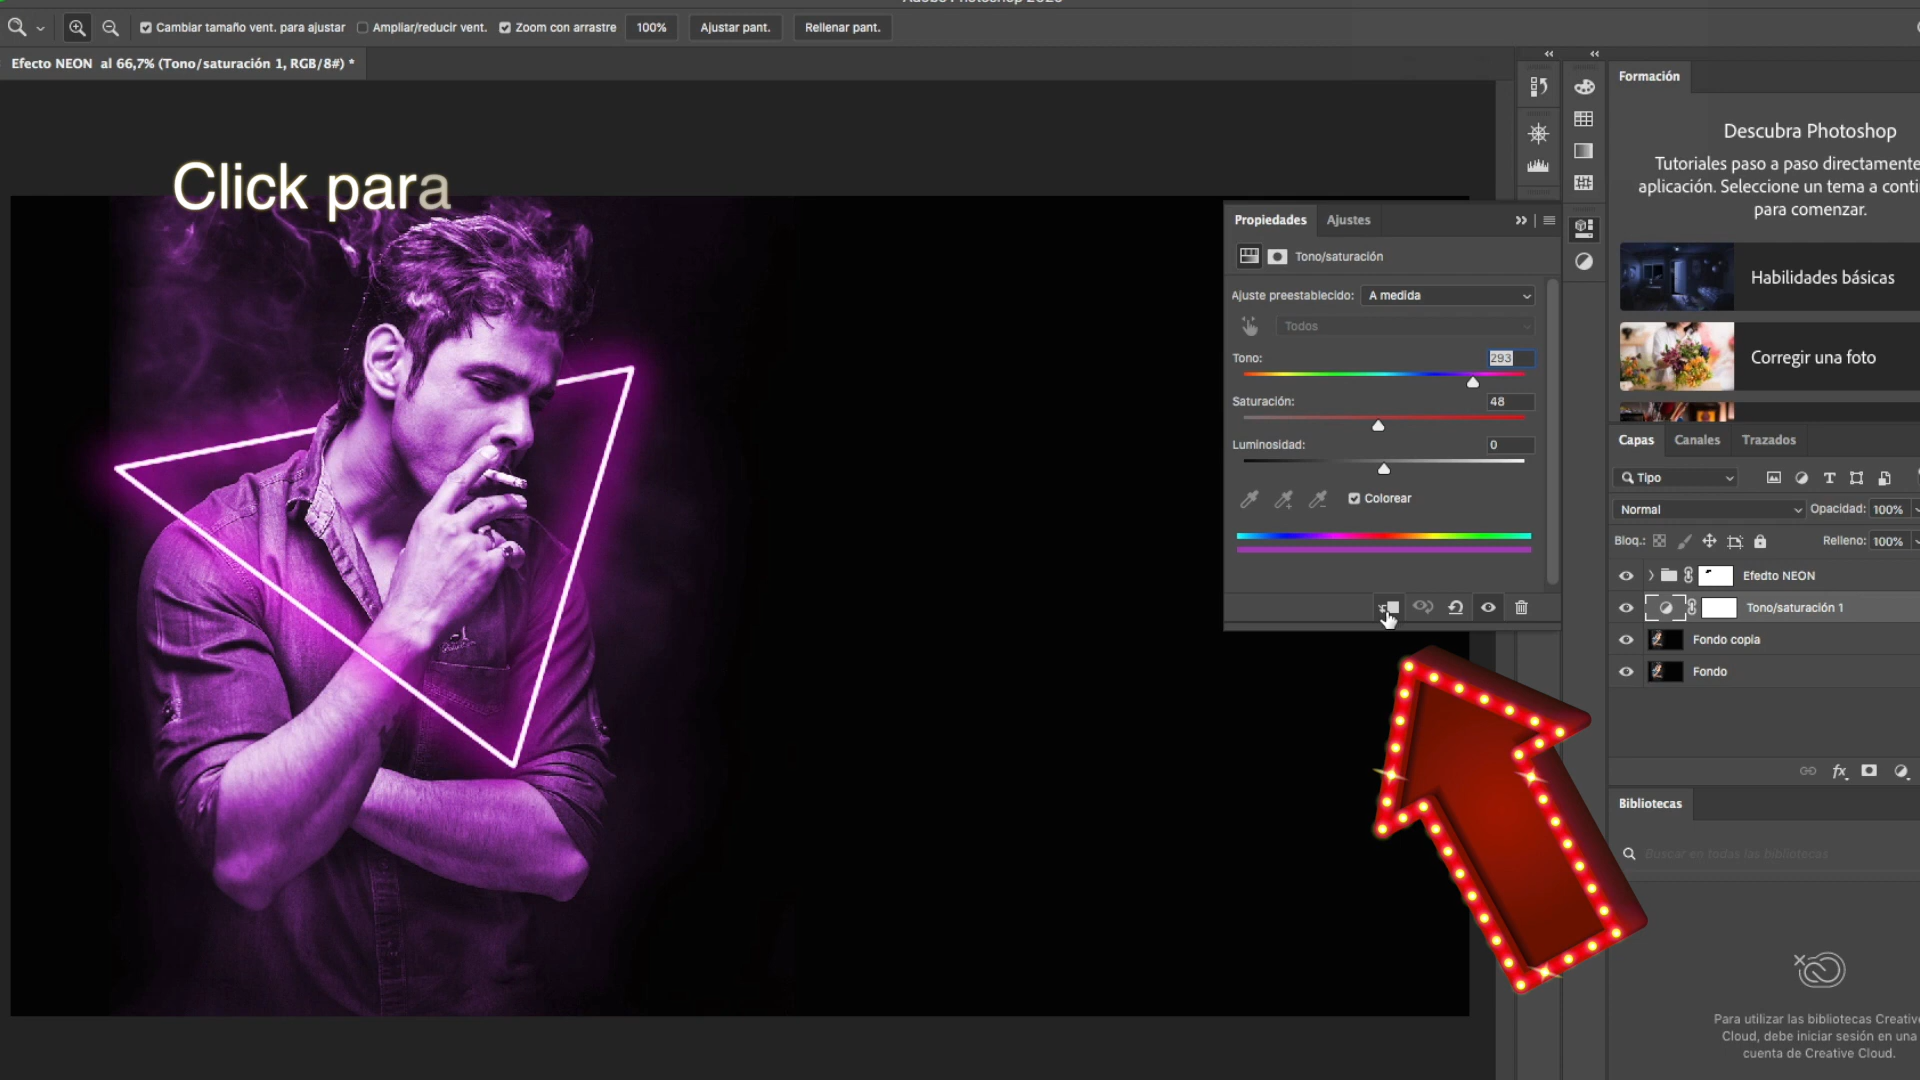 Cambiar tamaño vent. para ajustar
Ampliar/reducir vent.
Zoom con arrastre
100%
Ajustar pant.
Rellenar pant.
Efecto NEON al 66,7% (Tono/saturación 1, RGB/8#) *
Click para
Propiedades
Ajustes
Tono/saturación
Ajuste preestablecido: A medida
Todos
Tono: 293
Saturación: 48
Luminosidad: 0
Colorear
Formación
Descubra Photoshop
Tutoriales paso a paso directamente
aplicación. Seleccione un tema a conti
para comenzar.
Habilidades básicas
Corregir una foto
Capas
Canales
Trazados
Tipo
Normal
Opacidad: 100%
Bloq.:
Relleno: 100%
Efedto NEON
Tono/saturación 1
Fondo copia
Fondo
fx
Bibliotecas
Buscar en todas las bibliotecas
Para utilizar las bibliotecas Creative
Cloud, debe iniciar sesión en una
cuenta de Creative Cloud.